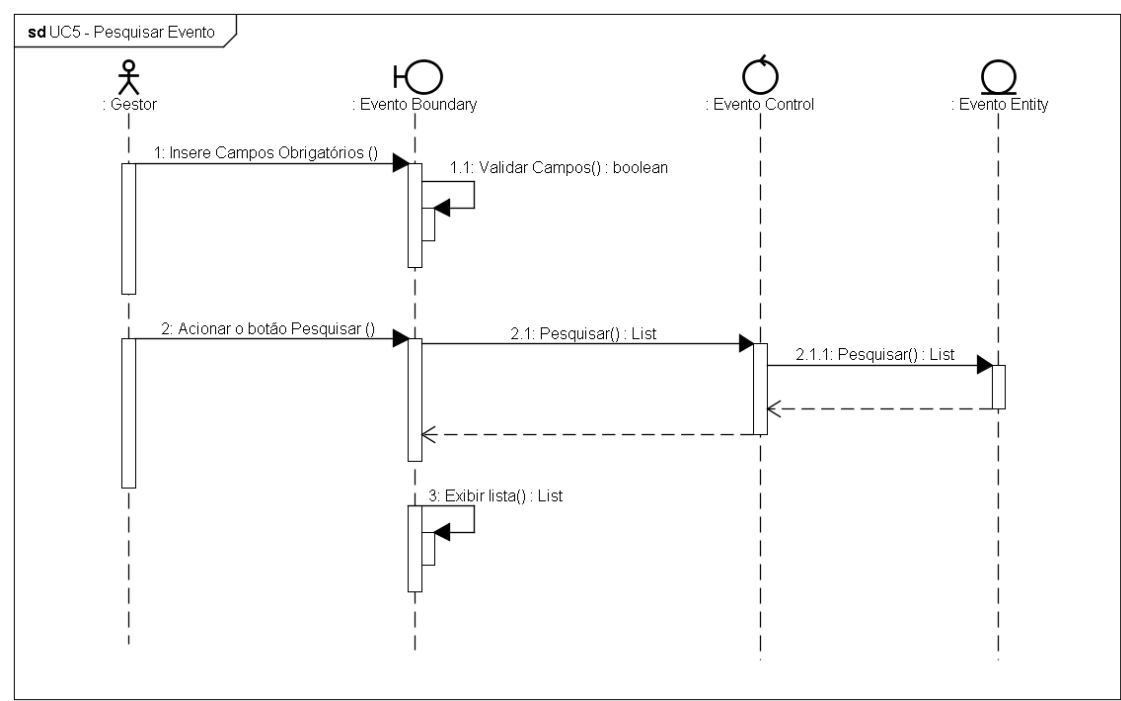 sd UC5 - Pesquisar Evento
: Gestor
: Evento Boundary
: Evento Control
: Evento Entity
1: Insere Campos Obrigatórios ()
1.1: Validar Campos() : boolean
2: Acionar o botão Pesquisar ()
2.1: Pesquisar() : List
2.1.1: Pesquisar() : List
3: Exibir lista() : List